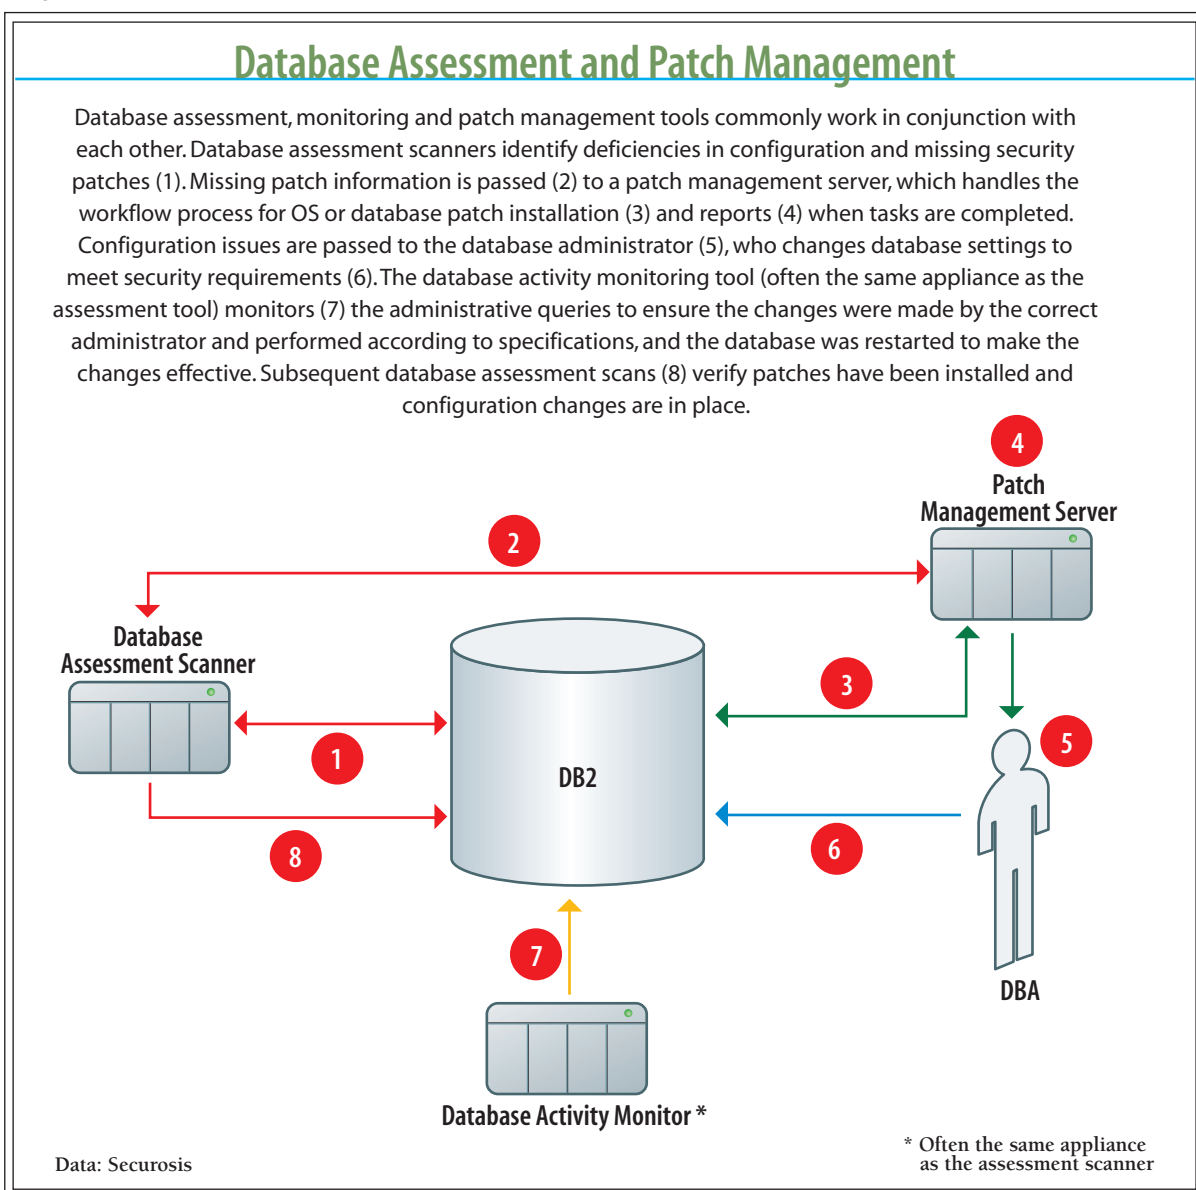 Database Assessment and Patch Management
Database assessment, monitoring and patch management tools commonly work in conjunction with
each other. Database assessment scanners identify deficiencies in configuration and missing security
patches (1). Missing patch information is passed (2) to a patch management server, which handles the
workflow process for OS or database patch installation (3) and reports (4) when tasks are completed.
Configuration issues are passed to the database administrator (5), who changes database settings to
meet security requirements (6). The database activity monitoring tool (often the same appliance as the
assessment tool) monitors (7) the administrative queries to ensure the changes were made by the correct
administrator and performed according to specifications, and the database was restarted to make the
changes effective. Subsequent database assessment scans (8) verify patches have been installed and
configuration changes are in place.
4
Patch
Management Server
2
Database
Assessment Scanner
3
5
1
DB2
6
8
7
DBA
Database Activity Monitor *
Data: Securosis
* Often the same appliance
as the assessment scanner